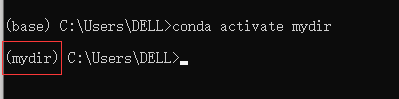 (base) C:\Users\DELL>conda activate mydir
(mydir) C:\Users\DELL>